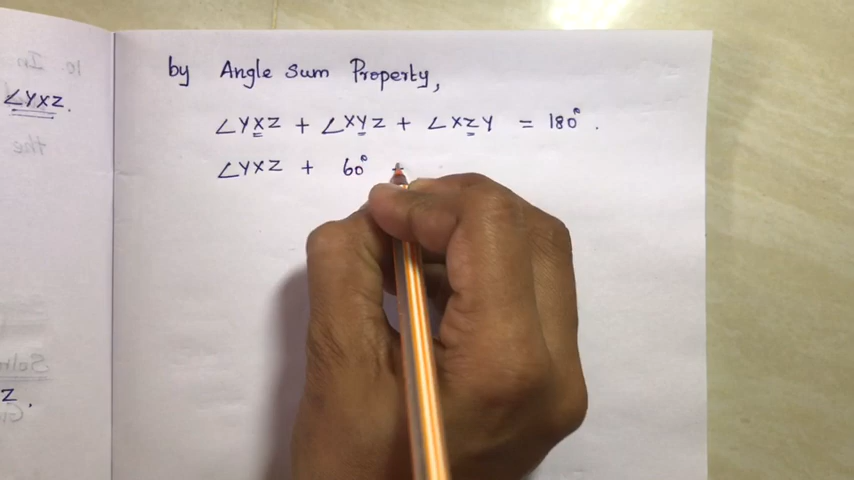 ∠YXZ.
Z.
by Angle Sum Property,
∠YXZ + ∠XYZ + ∠XZY = 180°.
∠YXZ + 60° +